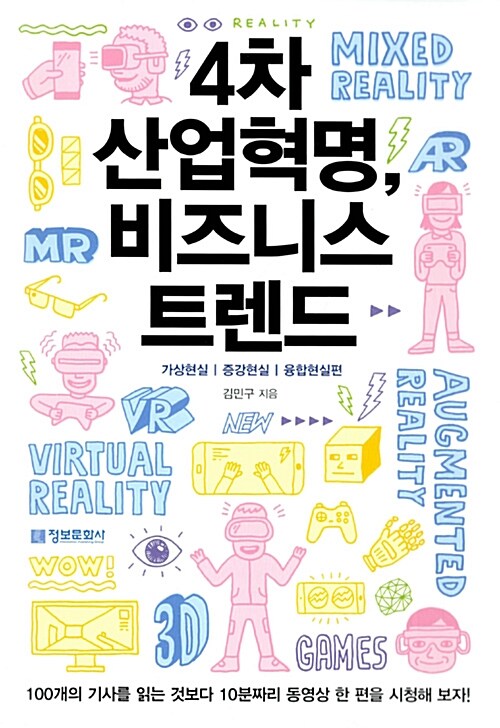 REALITY
MIXED
REALITY
4차
산업혁명,
비즈니스
트렌드
AR
MR
가상현실 | 증강현실 | 융합현실편
김민구 지음
VR
NEW
VIRTUAL
REALITY
AUGMENTED
REALITY
정보문화사
WOW!
3D
GAMES
100개의 기사를 읽는 것보다 10분짜리 동영상 한 편을 시청해 보자!